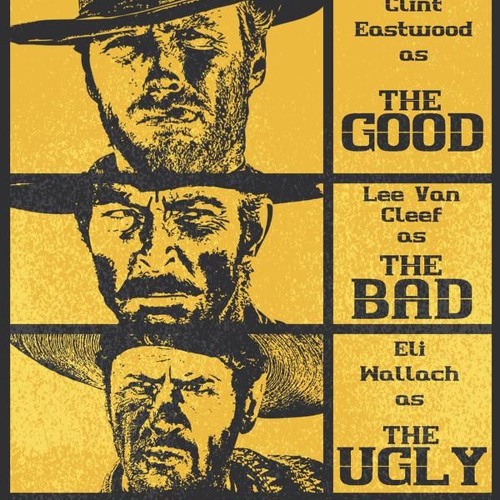 Clint
Eastwood
as
THE
GOOD
Lee Van
Cleef
as
THE
BAD
Eli
Wallach
as
THE
UGLY